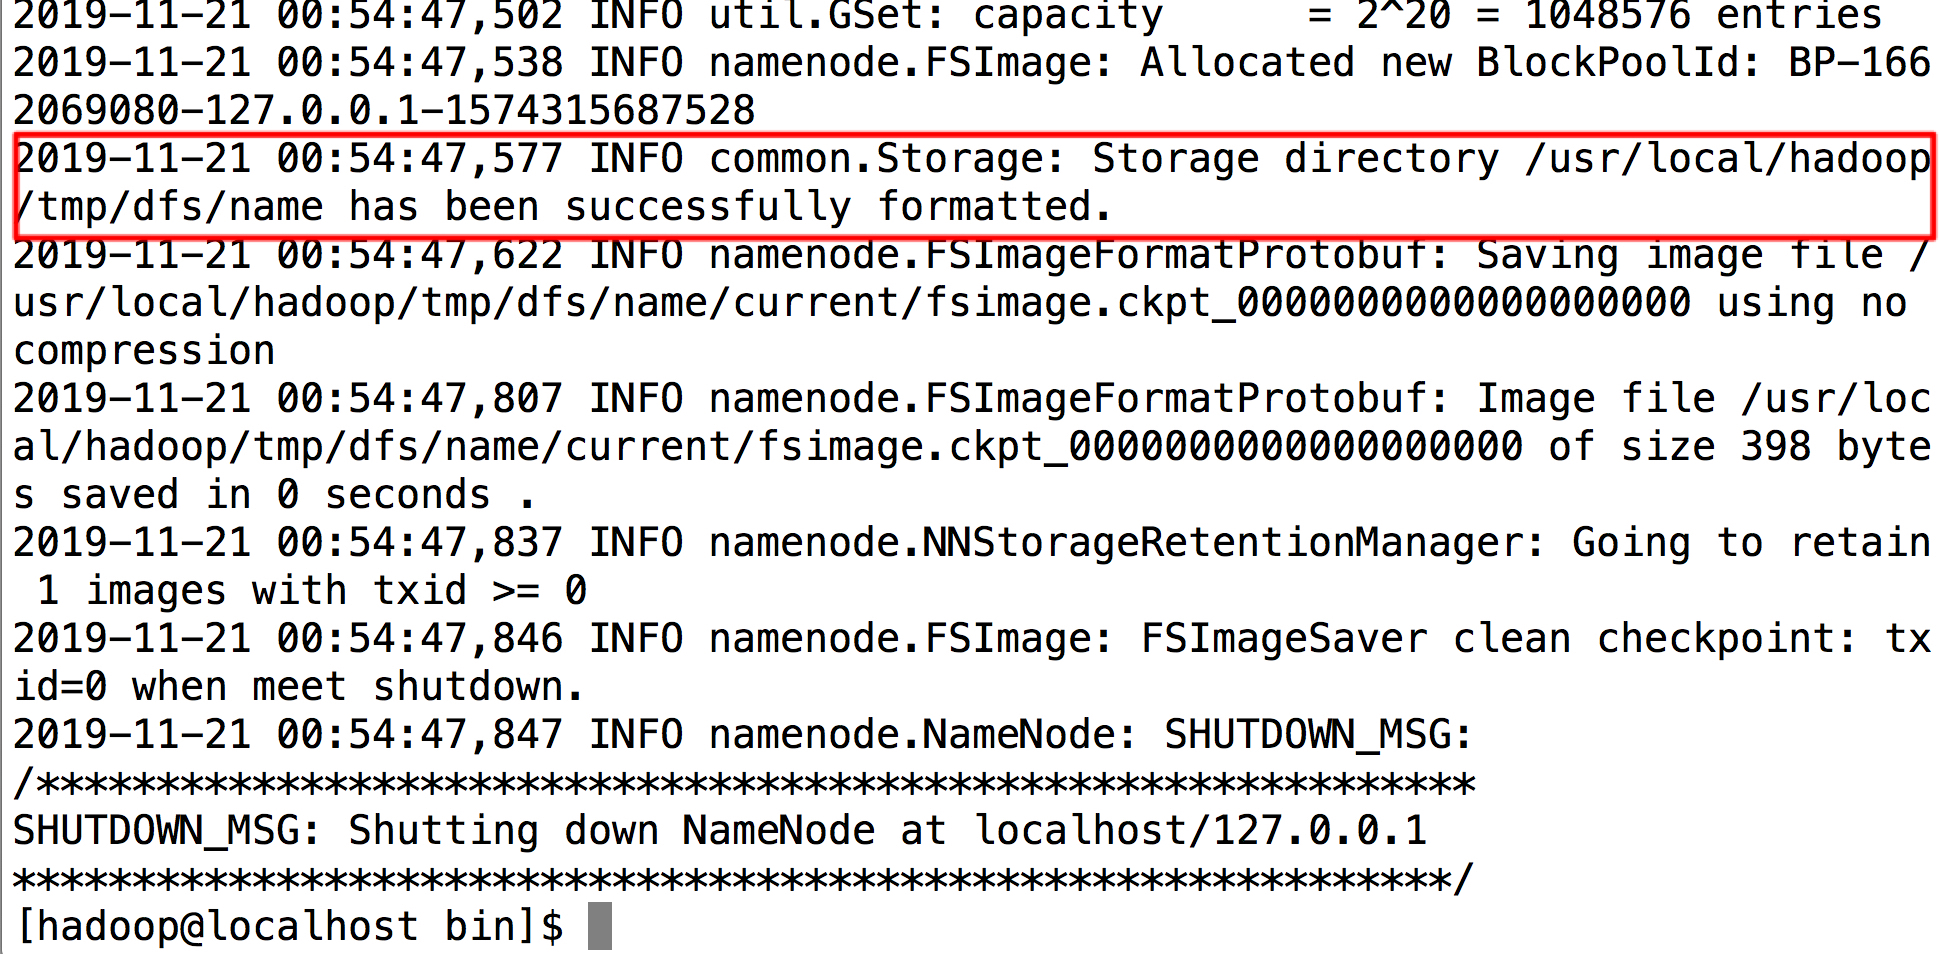 2019-11-21 00:54:47,502 INFO util.GSet: capacity      = 2^20 = 1048576 entries
2019-11-21 00:54:47,538 INFO namenode.FSImage: Allocated new BlockPoolId: BP-166
2069080-127.0.0.1-1574315687528
2019-11-21 00:54:47,577 INFO common.Storage: Storage directory /usr/local/hadoop
/tmp/dfs/name has been successfully formatted.
2019-11-21 00:54:47,622 INFO namenode.FSImageFormatProtobuf: Saving image file /
usr/local/hadoop/tmp/dfs/name/current/fsimage.ckpt_0000000000000000000 using no
compression
2019-11-21 00:54:47,807 INFO namenode.FSImageFormatProtobuf: Image file /usr/loc
al/hadoop/tmp/dfs/name/current/fsimage.ckpt_0000000000000000000 of size 398 byte
s saved in 0 seconds .
2019-11-21 00:54:47,837 INFO namenode.NNStorageRetentionManager: Going to retain
 1 images with txid >= 0
2019-11-21 00:54:47,846 INFO namenode.FSImage: FSImageSaver clean checkpoint: tx
id=0 when meet shutdown.
2019-11-21 00:54:47,847 INFO namenode.NameNode: SHUTDOWN_MSG:
/************************************************************
SHUTDOWN_MSG: Shutting down NameNode at localhost/127.0.0.1
************************************************************/
[hadoop@localhost bin]$